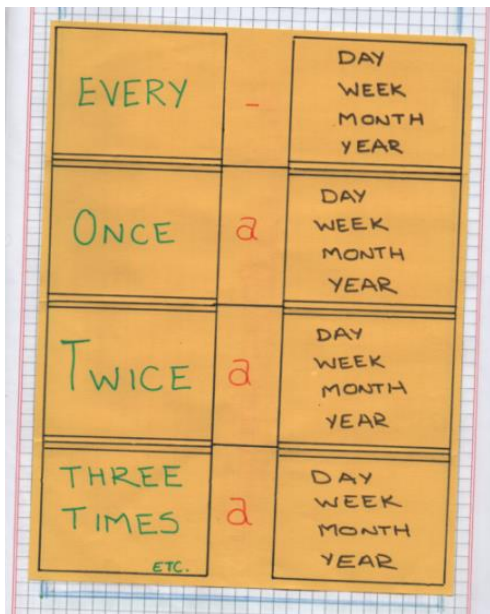 EVERY - DAY
WEEK
MONTH
YEAR
ONCE a DAY
WEEK
MONTH
YEAR
TWICE a DAY
WEEK
MONTH
YEAR
THREE
TIMES
ETC.
a
DAY
WEEK
MONTH
YEAR